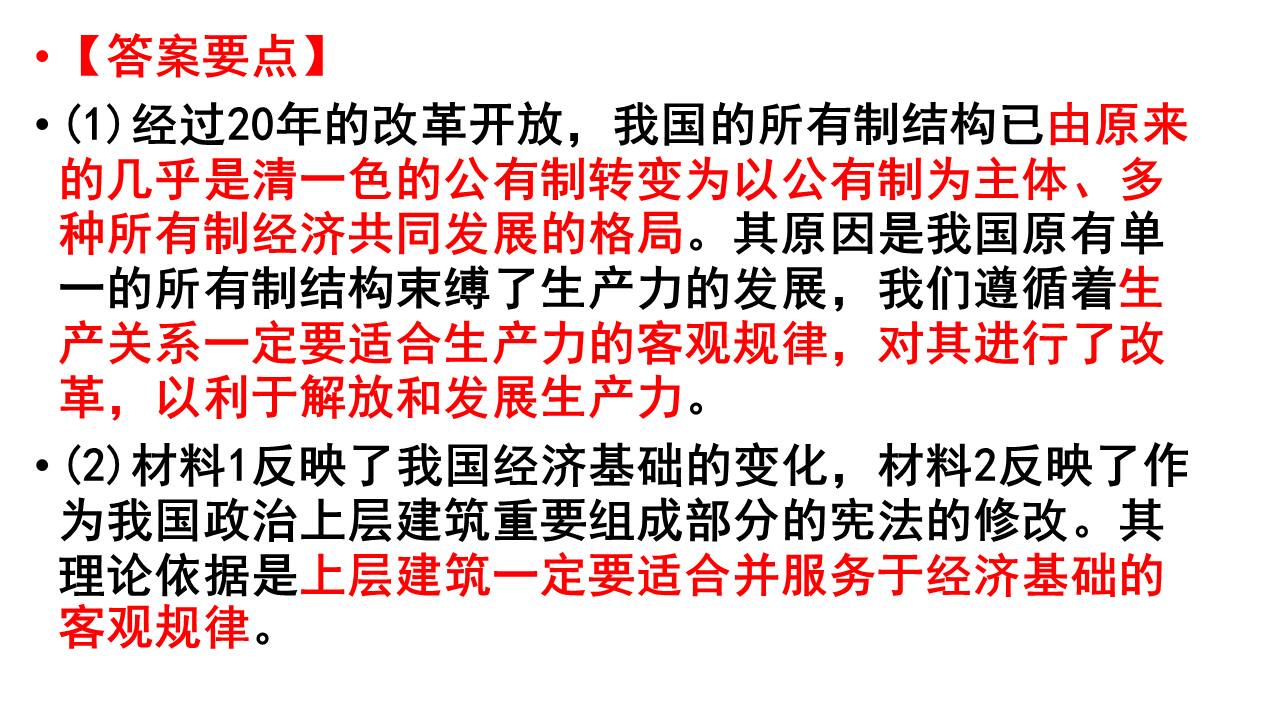 •【答案要点】
•(1)经过20年的改革开放，我国的所有制结构已由原来
的几乎是清一色的公有制转变为以公有制为主体、多
种所有制经济共同发展的格局。其原因是我国原有单
一的所有制结构束缚了生产力的发展，我们遵循着生
产关系一定要适合生产力的客观规律，对其进行了改
革，以利于解放和发展生产力。
•(2)材料1反映了我国经济基础的变化，材料2反映了作
为我国政治上层建筑重要组成部分的宪法的修改。其
理论依据是上层建筑一定要适合并服务于经济基础的
客观规律。